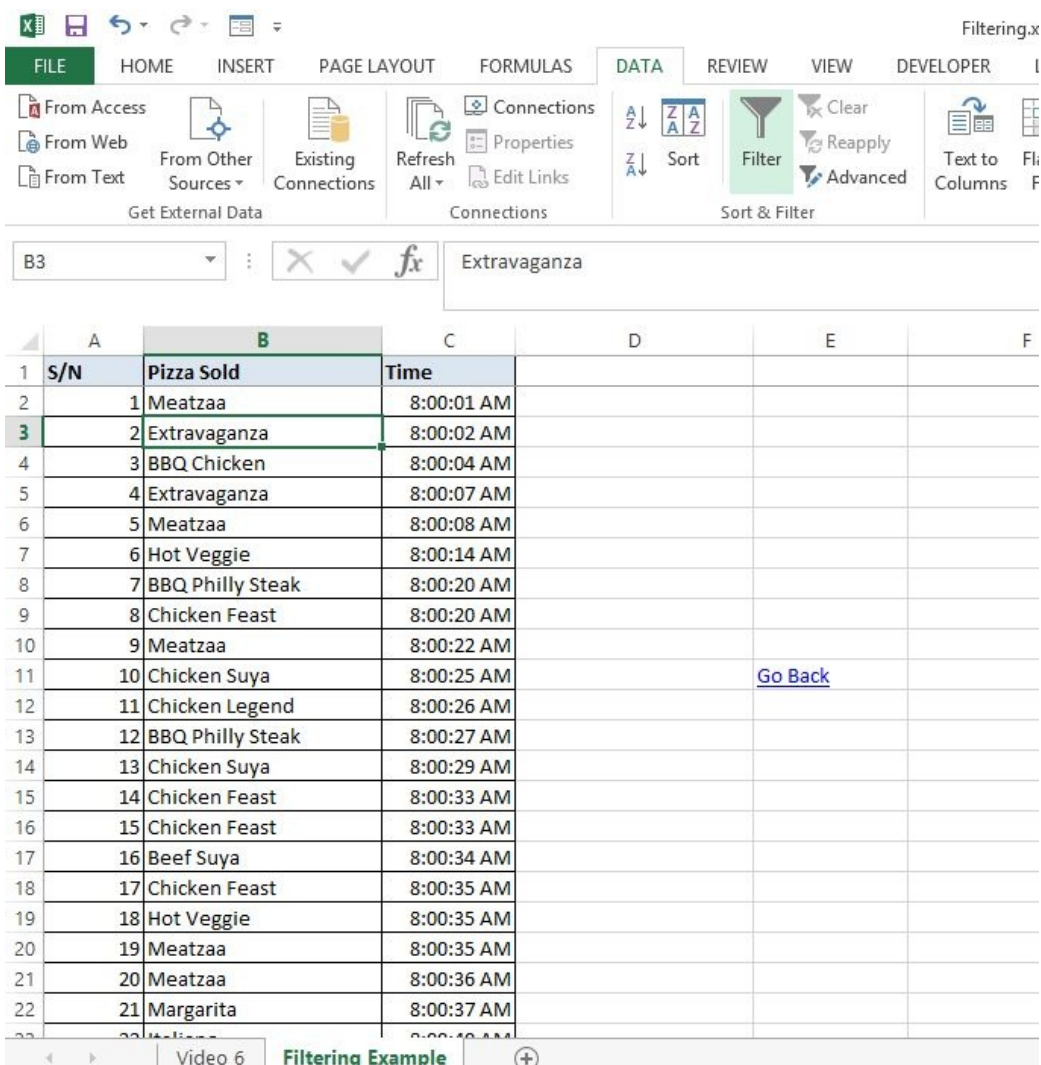 Filtering.x
FILE HOME INSERT PAGE LAYOUT FORMULAS DATA REVIEW VIEW DEVELOPER
From Access
From Web
From Text
From Other Sources
Existing Connections
Get External Data
Refresh All
Connections
Properties
Edit Links
Connections
Sort
Filter
Clear
Reapply
Advanced
Sort & Filter
Text to Columns
B3 fx Extravaganza
A B C D E F
1 S/N Pizza Sold Time
2 1 Meatzaa 8:00:01 AM
3 2 Extravaganza 8:00:02 AM
4 3 BBQ Chicken 8:00:04 AM
5 4 Extravaganza 8:00:07 AM
6 5 Meatzaa 8:00:08 AM
7 6 Hot Veggie 8:00:14 AM
8 7 BBQ Philly Steak 8:00:20 AM
9 8 Chicken Feast 8:00:20 AM
10 9 Meatzaa 8:00:22 AM
11 10 Chicken Suya 8:00:25 AM Go Back
12 11 Chicken Legend 8:00:26 AM
13 12 BBQ Philly Steak 8:00:27 AM
14 13 Chicken Suya 8:00:29 AM
15 14 Chicken Feast 8:00:33 AM
16 15 Chicken Feast 8:00:33 AM
17 16 Beef Suya 8:00:34 AM
18 17 Chicken Feast 8:00:35 AM
19 18 Hot Veggie 8:00:35 AM
20 19 Meatzaa 8:00:35 AM
21 20 Meatzaa 8:00:36 AM
22 21 Margarita 8:00:37 AM
Video 6 Filtering Example